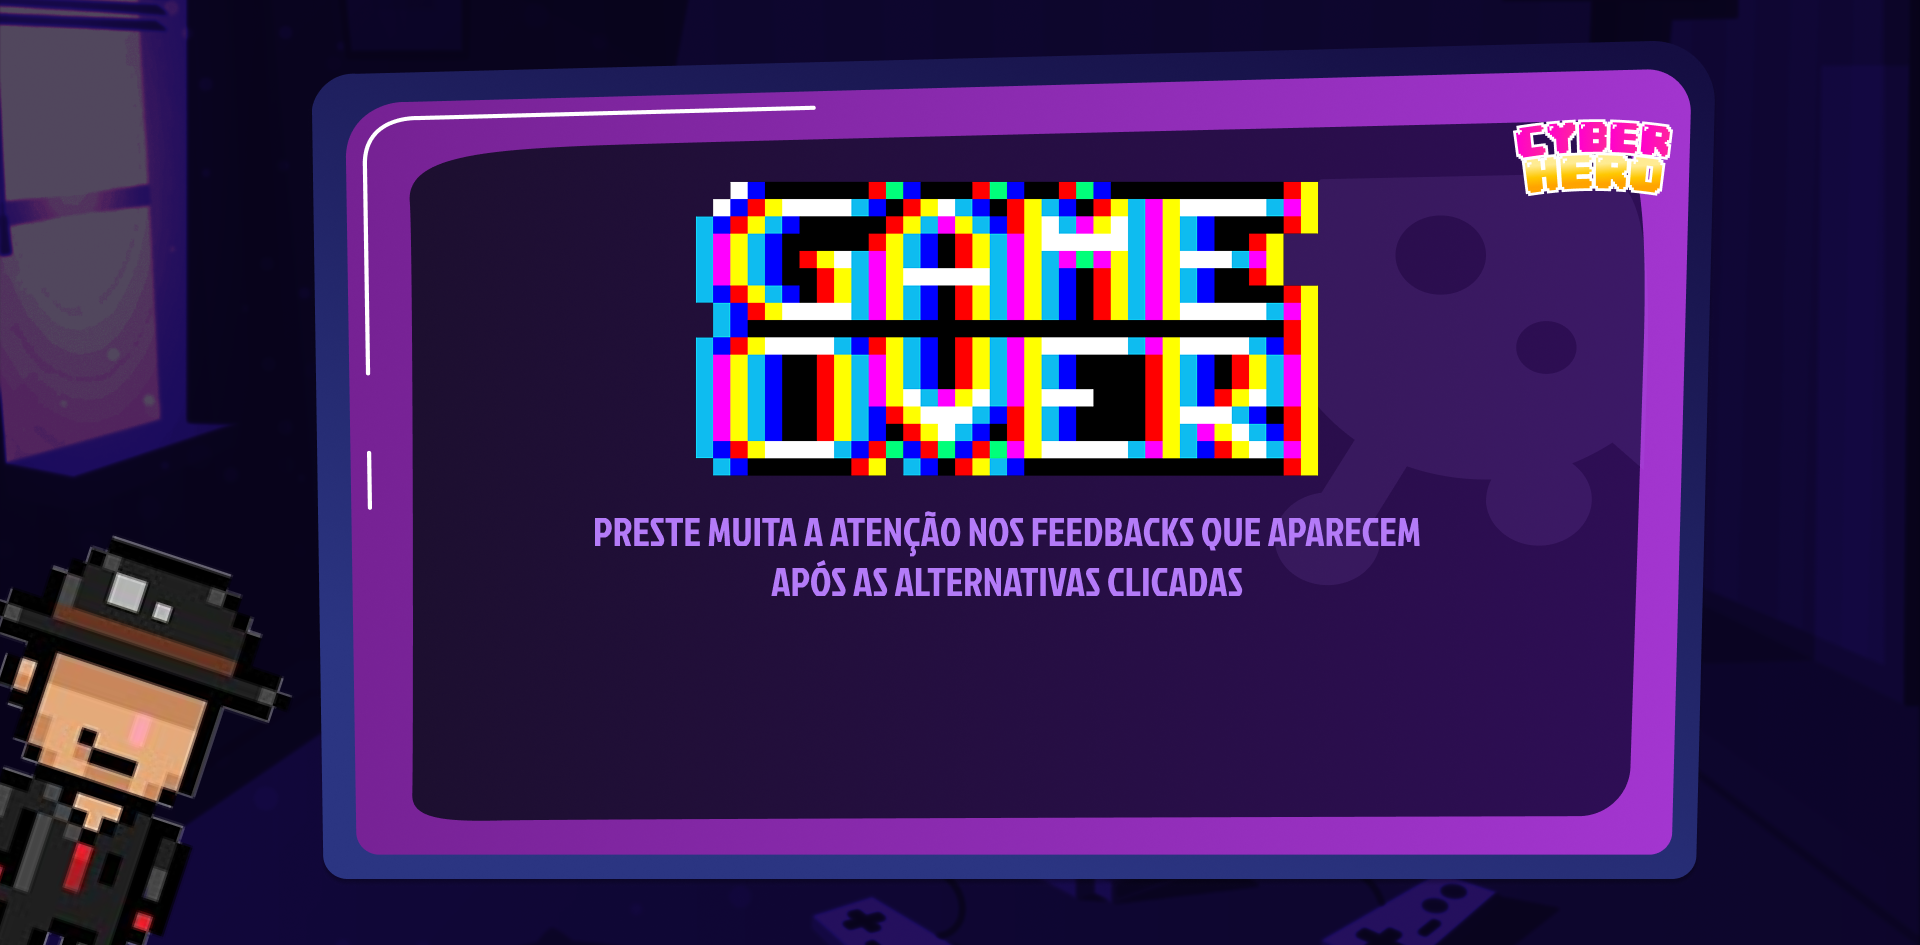 CYBER
HERO
GAME
OVER
PRESTE MUITA A ATENÇÃO NOS FEEDBACKS QUE APARECEM
APÓS AS ALTERNATIVAS CLICADAS